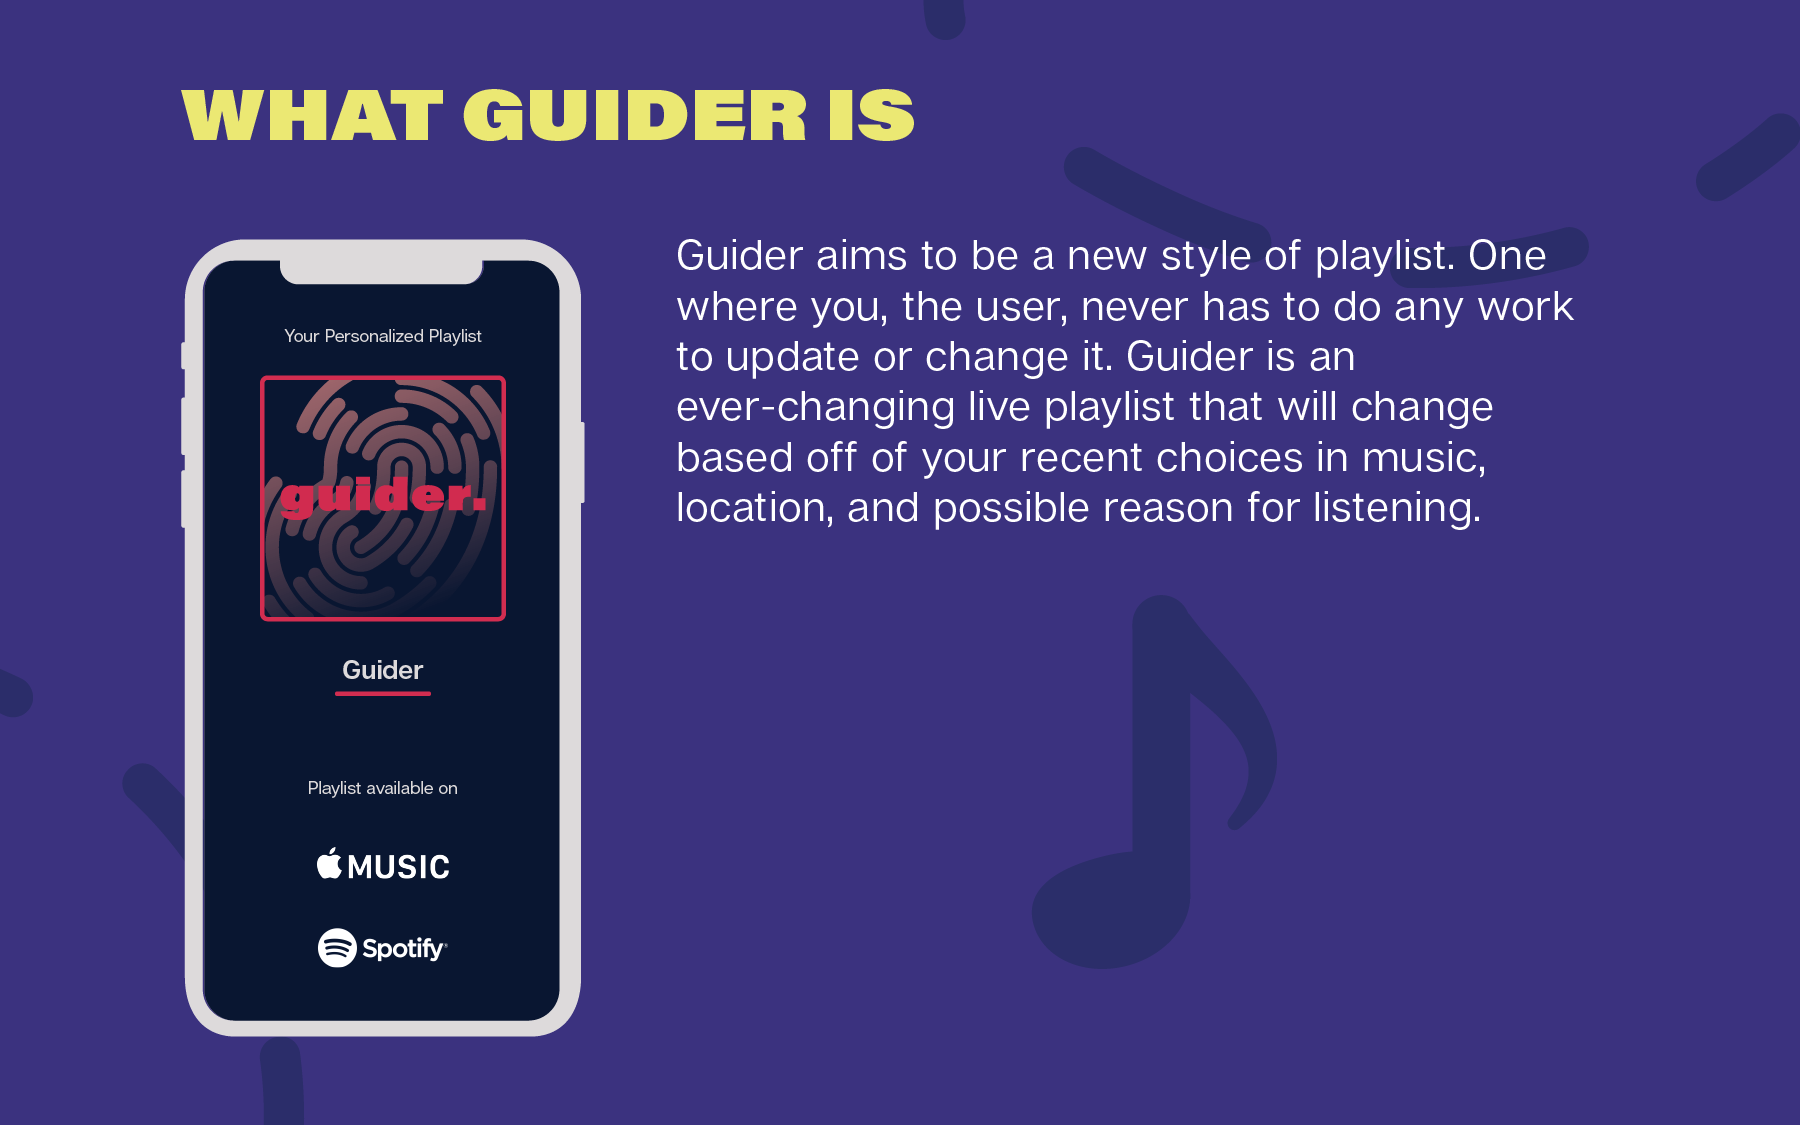 WHAT GUIDER IS
Guider aims to be a new style of playlist. One
where you, the user, never has to do any work
to update or change it. Guider is an
ever-changing live playlist that will change
based off of your recent choices in music,
location, and possible reason for listening.
Your Personalized Playlist
guider.
Guider
Playlist available on
MUSIC
Spotify®